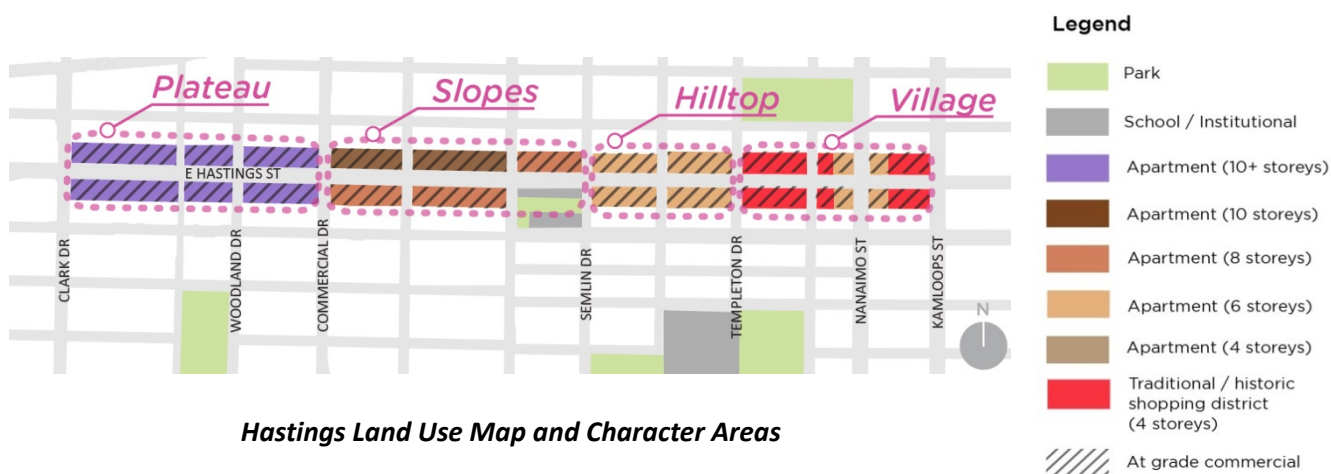 Plateau
Slopes
Hilltop
Village
E HASTINGS ST
CLARK DR
WOODLAND DR
COMMERCIAL DR
SEMLIN DR
TEMPLETON DR
NANAIMO ST
KAMLOOPS ST
N
Legend
Park
School / Institutional
Apartment (10+ storeys)
Apartment (10 storeys)
Apartment (8 storeys)
Apartment (6 storeys)
Apartment (4 storeys)
Traditional / historic
shopping district
(4 storeys)
At grade commercial
Hastings Land Use Map and Character Areas